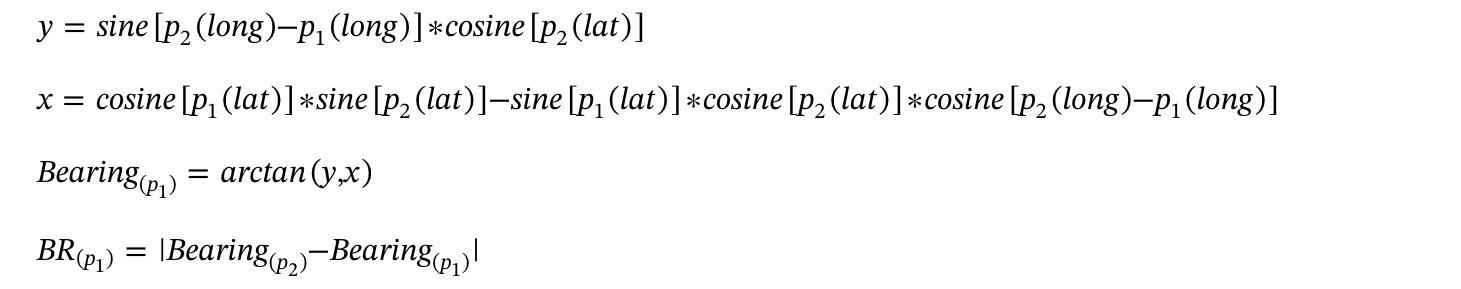 y = sine[p₂(long)−p₁(long)]∗cosine[p₂(lat)]
x = cosine[p₁(lat)]∗sine[p₂(lat)]−sine[p₁(lat)]∗cosine[p₂(lat)]∗cosine[p₂(long)−p₁(long)]
Bearing₍p₁₎ = arctan(y,x)
BR₍p₁₎ = |Bearing₍p₂₎−Bearing₍p₁₎|